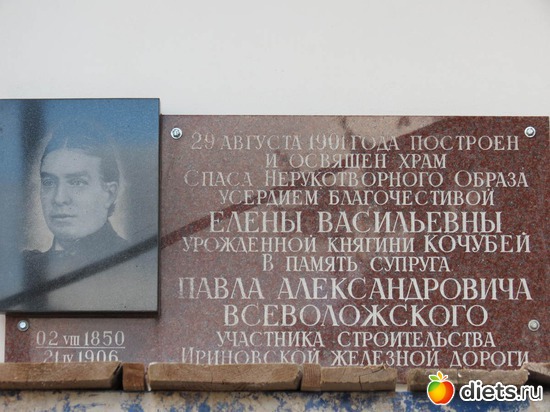 29 АВГУСТА 1901 ГОДА ПОСТРОЕН
И ОСВЯЩЕН ХРАМ
СПАСА НЕРУКОТВОРНОГО ОБРАЗА
УСЕРДИЕМ БЛАГОЧЕСТИВОЙ
ЕЛЕНЫ ВАСИЛЬЕВНЫ
УРОЖДЕННОЙ КНЯГИНИ КОЧУБЕЙ
В ПАМЯТЬ СУПРУГА
ПАВЛА АЛЕКСАНДРОВИЧА
ВСЕВОЛОЖСКОГО
УЧАСТНИКА СТРОИТЕЛЬСТВА
ИРИНОВСКОЙ ЖЕЛЕЗНОЙ ДОРОГИ
02 VIII 1850
21 IV 1906
diets.ru